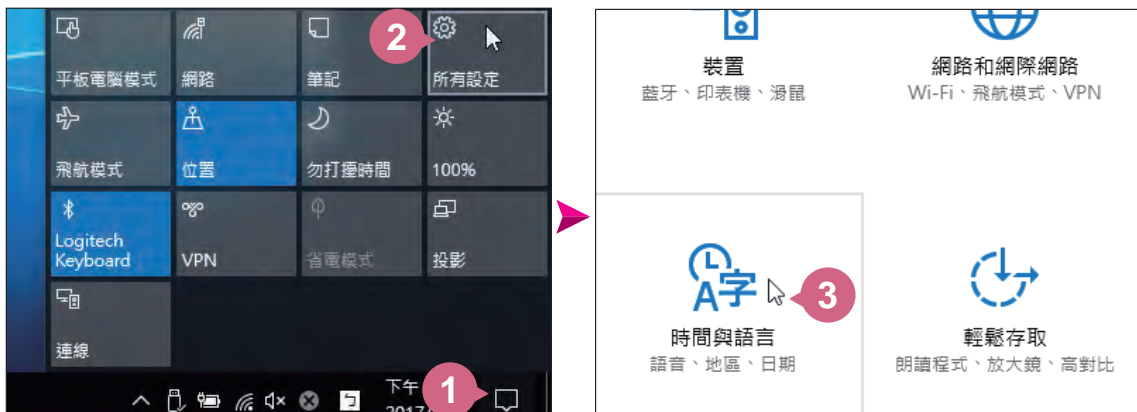 平板電腦模式
網路
筆記
2
所有設定
飛航模式
位置
勿打擾時間
100%
Logitech
Keyboard
VPN
省電模式
投影
連線
下午
1
ㄅ
2017
裝置
藍牙、印表機、滑鼠
網路和網際網路
Wi-Fi、飛航模式、VPN
字
A
3
時間與語言
語音、地區、日期
輕鬆存取
朗讀程式、放大鏡、高對比